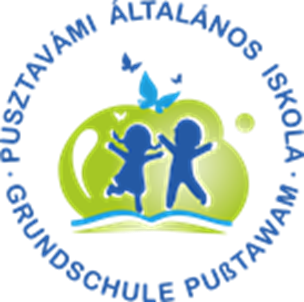 PUSZTAVÁMI ÁLTALÁNOS ISKOLA
GRUNDSCHULE PUßTAWAM